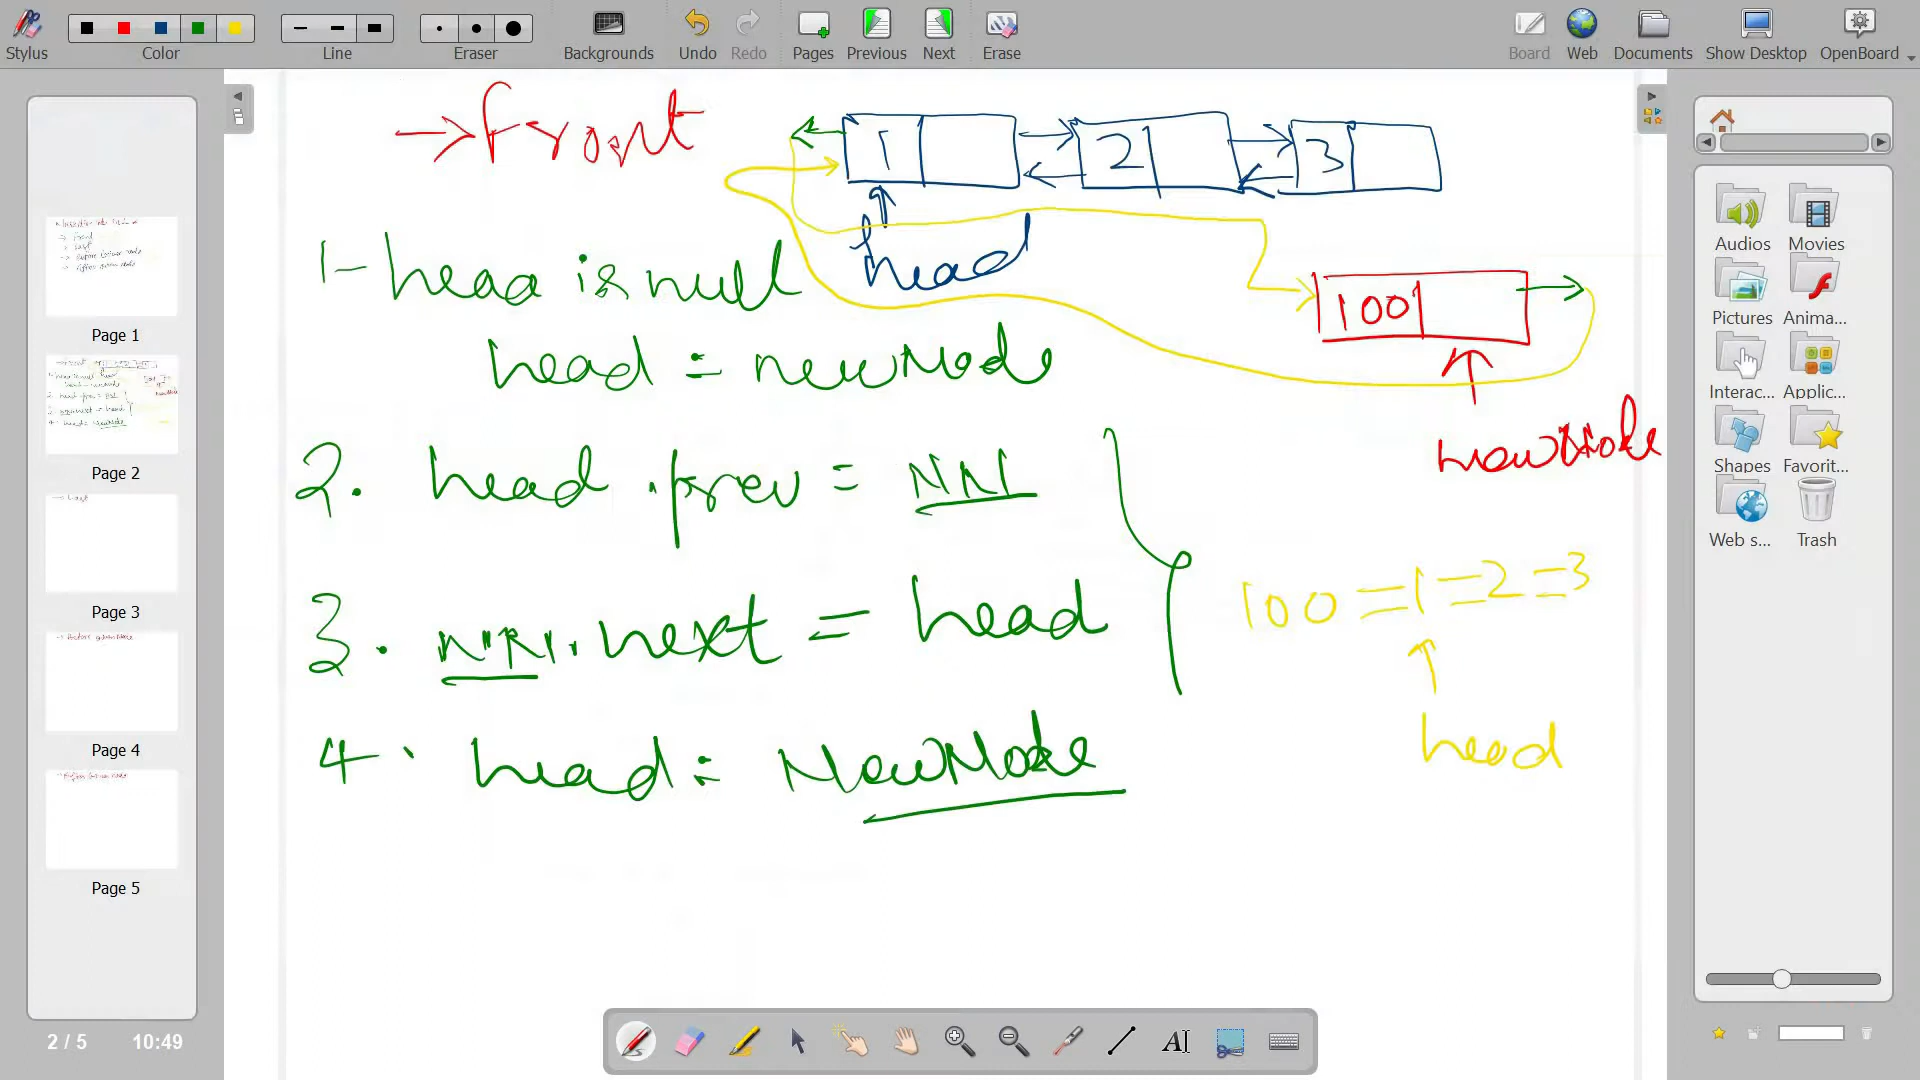 Stylus
Color
Line
Eraser
Backgrounds
Undo
Redo
Pages
Previous
Next
Erase
Board
Web
Documents
Show Desktop
OpenBoard
→ front
1 2 3
head
1- head is null
100
head = newNode
newNode
2. head.prev = NN
3. NN.next = head
100 = 1 = 2 = 3
head
4. head = NewNode
Page 1
Page 2
Page 3
Page 4
Page 5
2 / 5
10:49
Audios
Movies
Pictures
Anima...
Interac...
Applic...
Shapes
Favorit...
Web s...
Trash